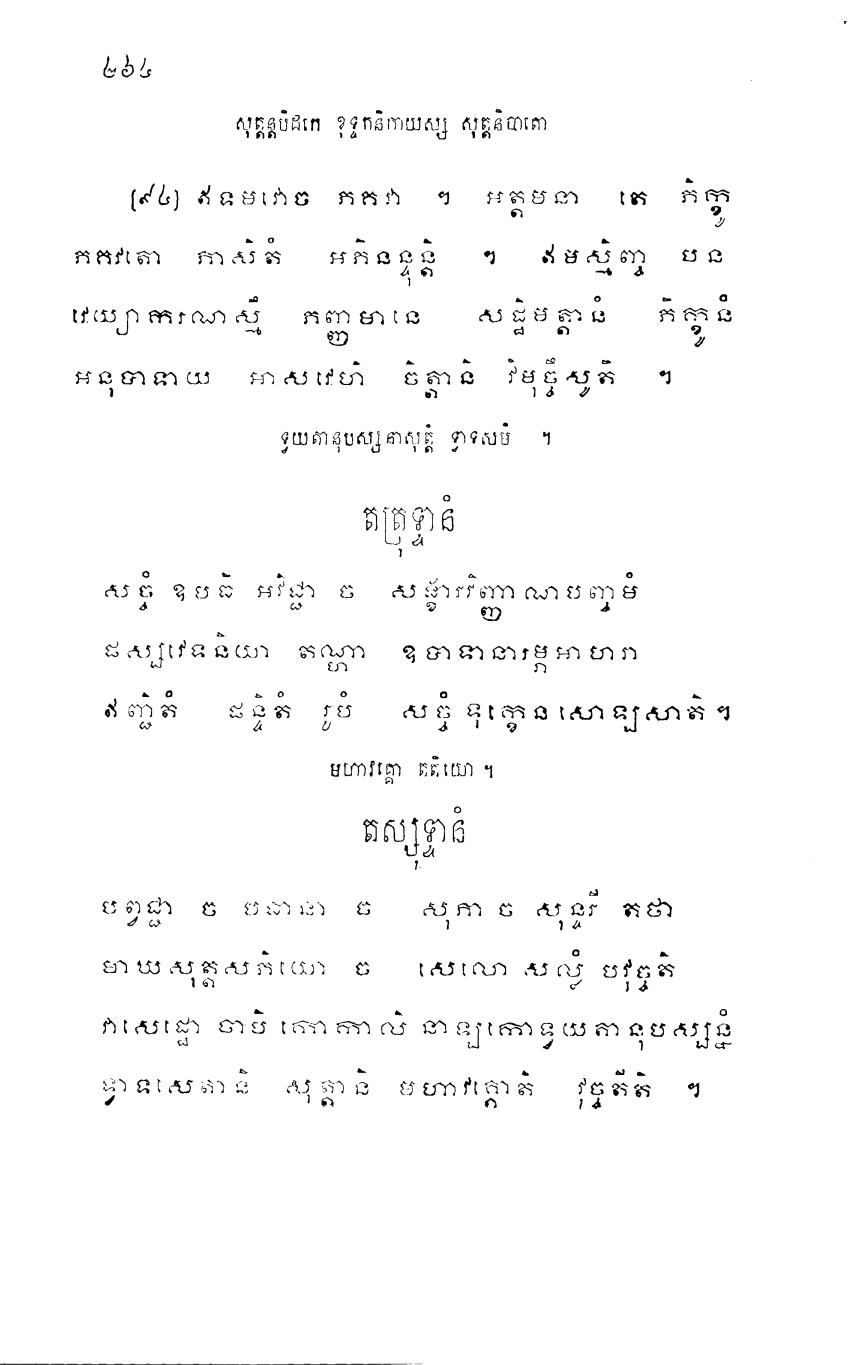 ២៦៤
សុត្តន្តបិដកេ ខុទ្ទកនិកាយស្ស សុត្តនិបាតោ
[៩៤] ឥទមវោច ភគវា ។ អត្តមនា តេ ភិក្ខូ
ភគវតោ ភាសិតំ អភិនន្ទុន្តិ ។ ឥមស្មិញ្ច បន
វេយ្យាករណស្មឹ ភញ្ញមានេ សដ្ឋិមត្តានំ ភិក្ខូនំ
អនុបាទាយ អាសវេហិ ចិត្តានិ វិមុច្ចឹសូតិ ។
ទ្វយតានុបស្សនាសុត្តំ ទ្វាទសមំ ។
តត្រុទ្ទានំ
សច្ចំ ឧបធិ អវិជ្ជា ច សង្ខារវិញ្ញាណបញ្ចមំ
ផស្សវេទនិយា តណ្ហា ឧបាទានារម្ភអាហារា
ឥញ្ជិតំ ផន្ទិតំ រូបំ សច្ចំ ទុក្ខេន សោឡសាតិ ។
មហាវគ្គោ តតិយោ ។
តស្សុទ្ទានំ
បព្វជ្ជា ច បធានា ច សុភា ច សុន្ទរី តថា
មាឃសុត្តសភិយោ ច សេលោ សល្លំ បវុច្ចតិ
វាសេដ្ឋោ ចាបិ កោកាលិ នាឡកោ ទ្វយតានុបស្សនំ
ទ្វាទសេតានិ សុត្តានិ មហាវគ្គោតិ វុច្ចតីតិ ។